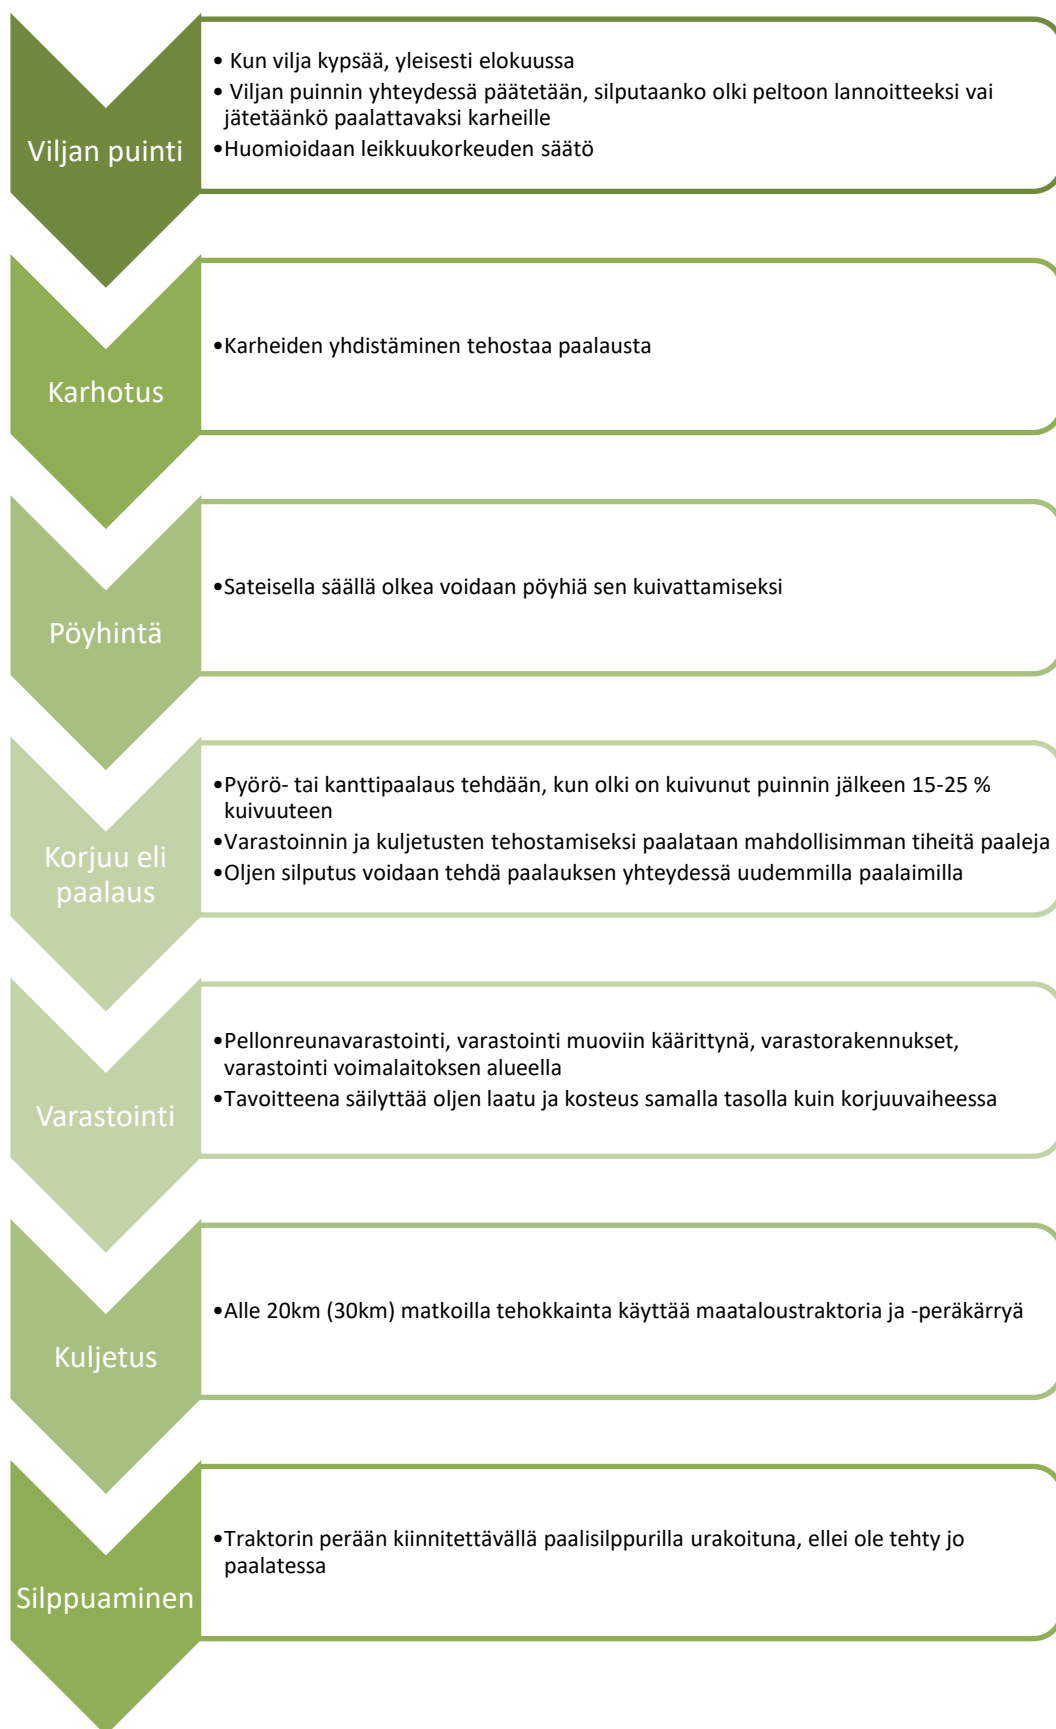 Viljan puinti
• Kun vilja kypsää, yleisesti elokuussa
• Viljan puinnin yhteydessä päätetään, silputaanko olki peltoon lannoitteeksi vai
jätetäänkö paalattavaksi karheille
•Huomioidaan leikkuukorkeuden säätö
Karhotus
•Karheiden yhdistäminen tehostaa paalausta
Pöyhintä
•Sateisella säällä olkea voidaan pöyhiä sen kuivattamiseksi
Korjuu eli
paalaus
•Pyörö- tai kanttipaalaus tehdään, kun olki on kuivunut puinnin jälkeen 15-25 %
kuivuuteen
•Varastoinnin ja kuljetusten tehostamiseksi paalataan mahdollisimman tiheitä paaleja
•Oljen silputus voidaan tehdä paalauksen yhteydessä uudemmilla paalaimilla
Varastointi
•Pellonreunavarastointi, varastointi muoviin käärittynä, varastorakennukset,
varastointi voimalaitoksen alueella
•Tavoitteena säilyttää oljen laatu ja kosteus samalla tasolla kuin korjuuvaiheessa
Kuljetus
•Alle 20km (30km) matkoilla tehokkainta käyttää maataloustraktoria ja -peräkärryä
Silppuaminen
•Traktorin perään kiinnitettävällä paalisilppurilla urakoituna, ellei ole tehty jo
paalatessa